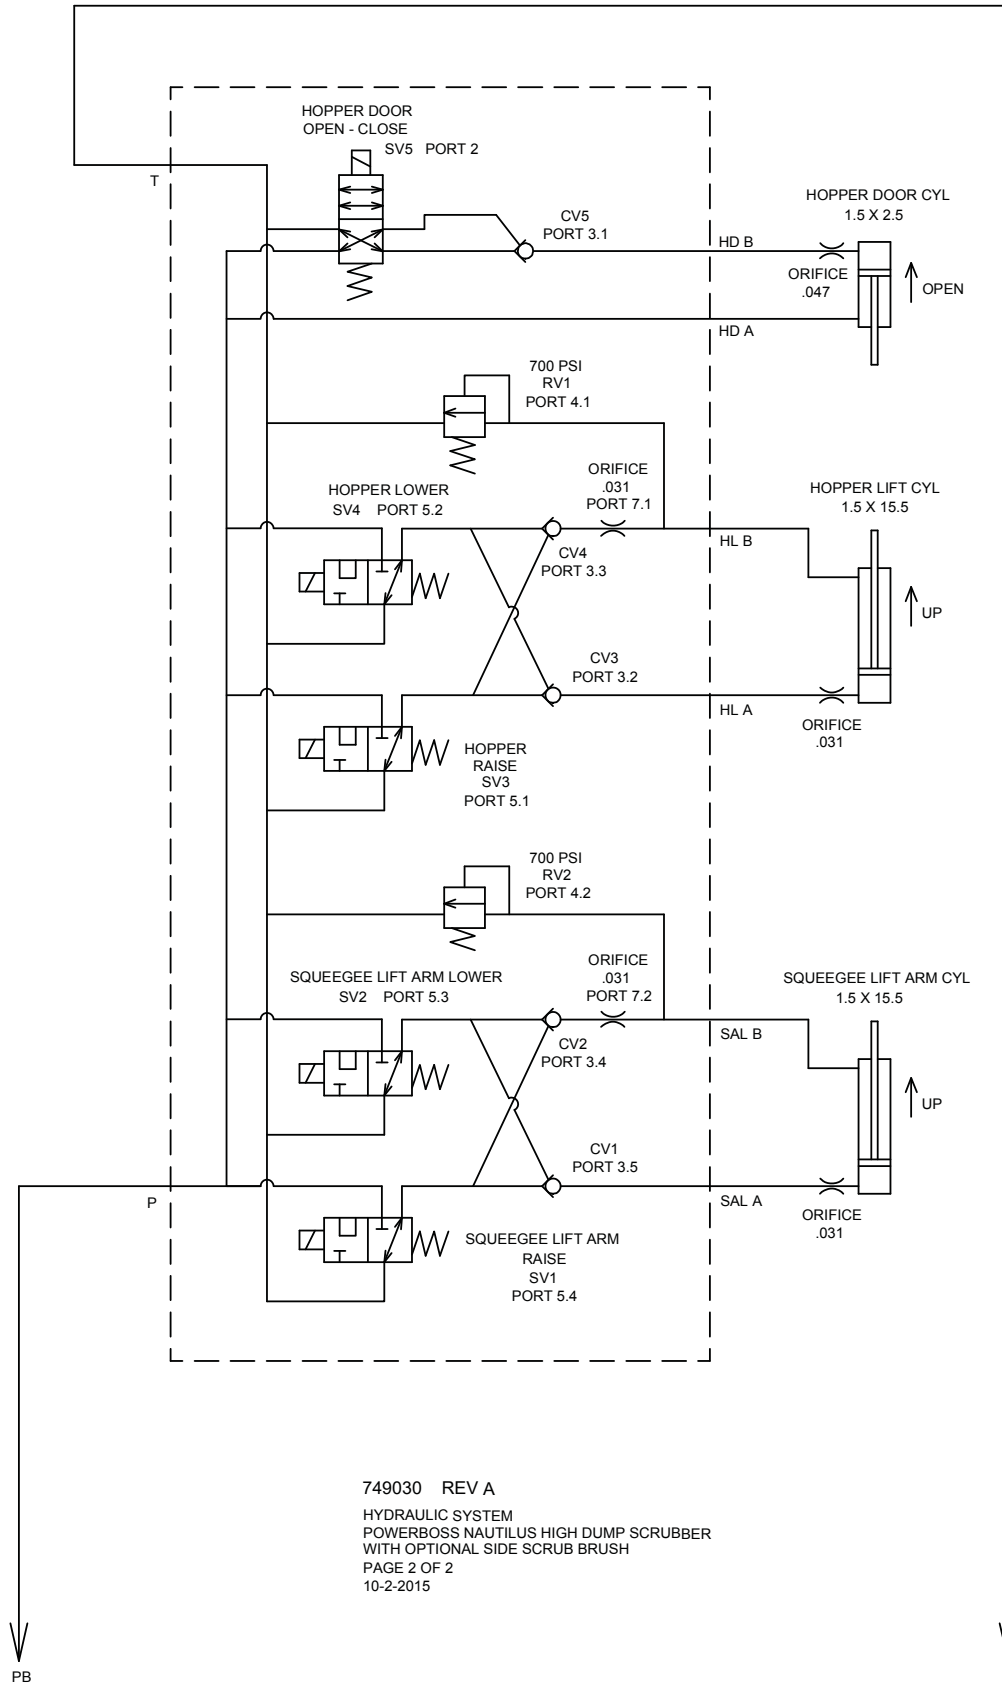 HOPPER DOOR
OPEN - CLOSE
SV5 PORT 2
T
HOPPER DOOR CYL
1.5 X 2.5
CV5
PORT 3.1
HD B
ORIFICE
.047
OPEN
HD A
700 PSI
RV1
PORT 4.1
ORIFICE
.031
PORT 7.1
HOPPER LOWER
SV4 PORT 5.2
HOPPER LIFT CYL
1.5 X 15.5
HL B
CV4
PORT 3.3
UP
CV3
PORT 3.2
HL A
ORIFICE
.031
HOPPER
RAISE
SV3
PORT 5.1
700 PSI
RV2
PORT 4.2
ORIFICE
.031
PORT 7.2
SQUEEGEE LIFT ARM LOWER
SV2 PORT 5.3
SQUEEGEE LIFT ARM CYL
1.5 X 15.5
SAL B
CV2
PORT 3.4
UP
CV1
PORT 3.5
P
SAL A
ORIFICE
.031
SQUEEGEE LIFT ARM
RAISE
SV1
PORT 5.4
749030 REV A
HYDRAULIC SYSTEM
POWERBOSS NAUTILUS HIGH DUMP SCRUBBER
WITH OPTIONAL SIDE SCRUB BRUSH
PAGE 2 OF 2
10-2-2015
PB